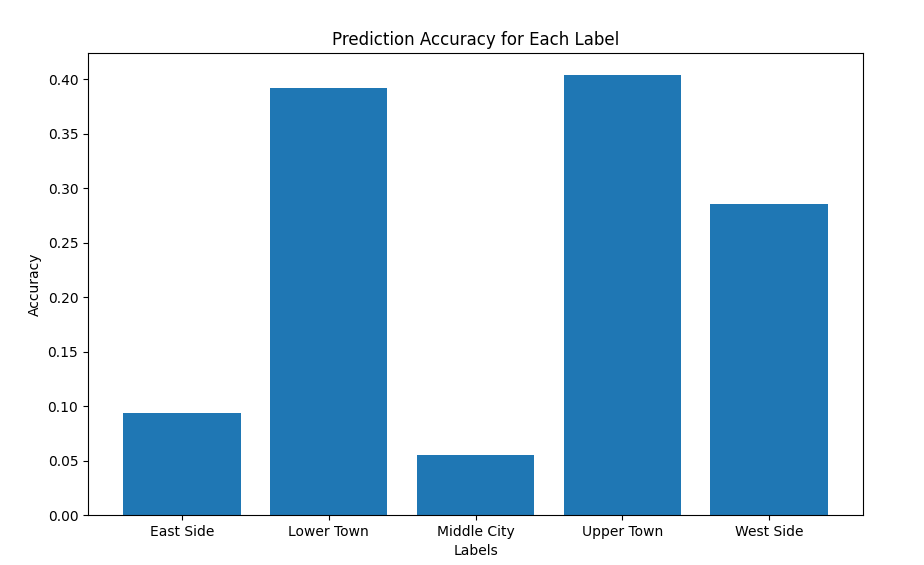 Prediction Accuracy for Each Label
Accuracy
0.40
0.35
0.30
0.25
0.20
0.15
0.10
0.05
0.00
East Side Lower Town Middle City Upper Town West Side
Labels